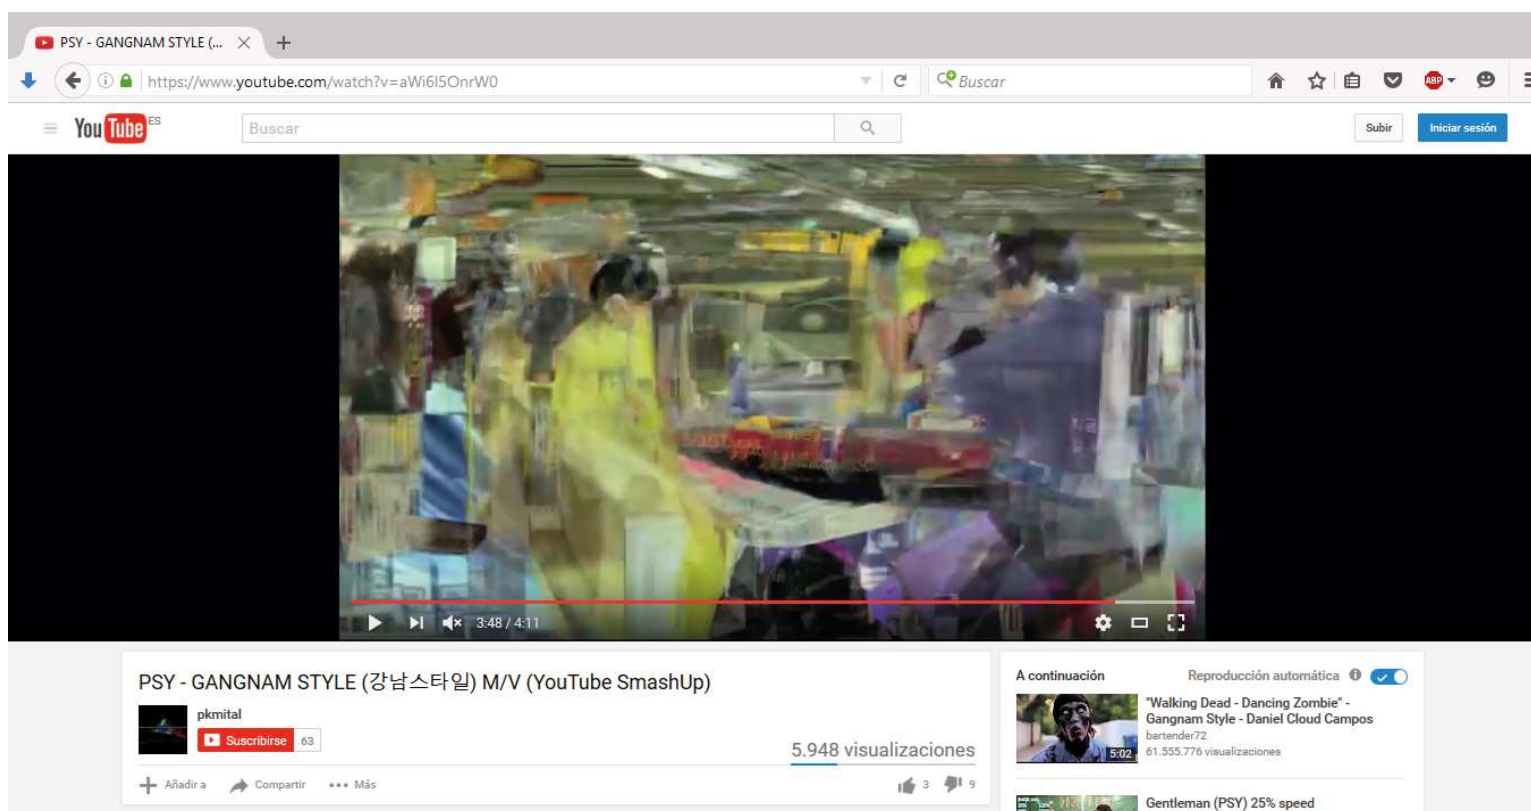 PSY - GANGNAM STYLE (...
https://www.youtube.com/watch?v=aWi6I5OnrW0
Buscar
ABP
YouTube ES
Buscar
Subir
Iniciar sesión
3:48 / 4:11
PSY - GANGNAM STYLE (강남스타일) M/V (YouTube SmashUp)
pkmital
Suscribirse 63
5.948 visualizaciones
Añadir a
Compartir
Más
3
9
A continuación
Reproducción automática
"Walking Dead - Dancing Zombie" -
Gangnam Style - Daniel Cloud Campos
bartender72
61.555.776 visualizaciones
5:02
Gentleman (PSY) 25% speed